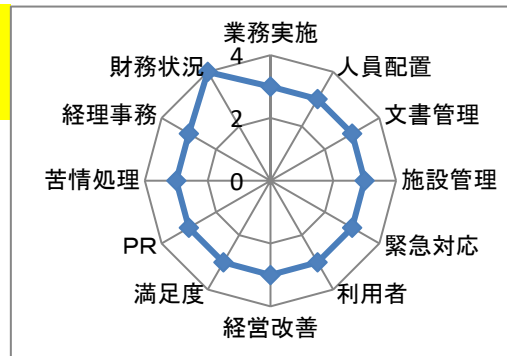 業務実施
人員配置
文書管理
施設管理
緊急対応
利用者
経営改善
満足度
PR
苦情処理
経理事務
財務状況
4
2
0